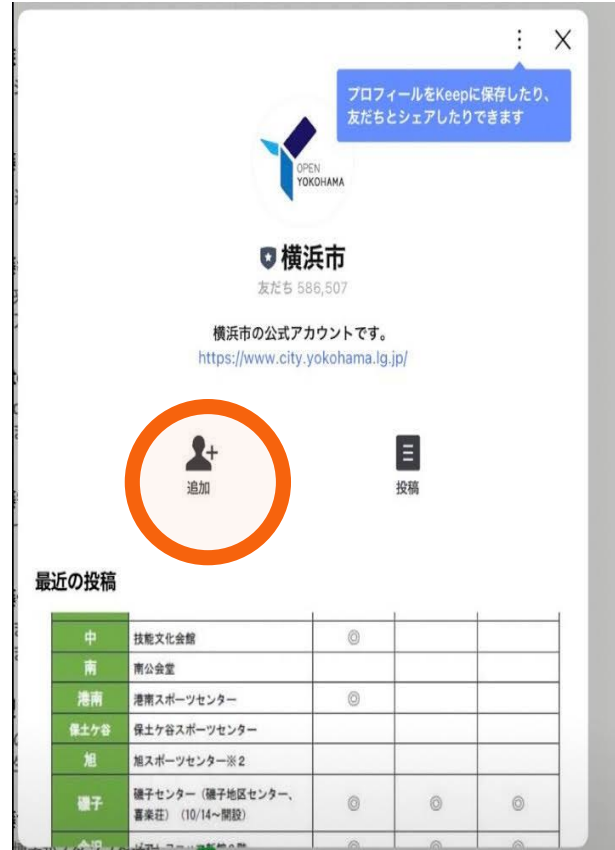 プロフィールをKeepに保存したり、
友だちとシェアしたりできます
OPEN
YOKOHAMA
横浜市
友だち 586,507
横浜市の公式アカウントです。
https://www.city.yokohama.lg.jp/
追加
投稿
最近の投稿
中 技能文化会館 ◎
南 南公会堂
港南 港南スポーツセンター ◎
保土ケ谷 保土ケ谷スポーツセンター
旭 旭スポーツセンター※2
磯子 磯子センター（磯子地区センター、
喜楽荘）（10/14～開設） ◎ ◎ ◎